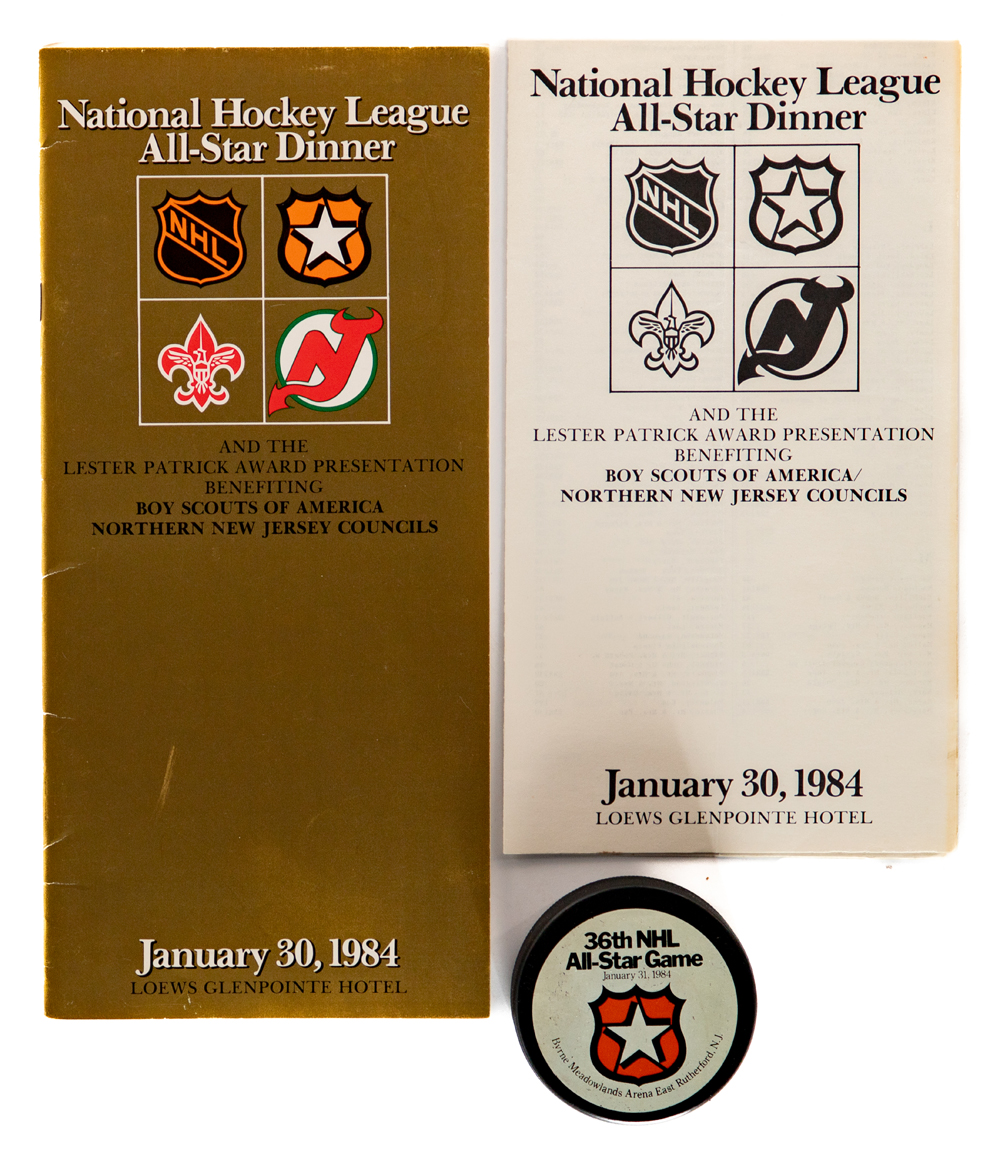 National Hockey League
All-Star Dinner
NHL
AND THE
LESTER PATRICK AWARD PRESENTATION
BENEFITING
BOY SCOUTS OF AMERICA
NORTHERN NEW JERSEY COUNCILS
January 30, 1984
LOEWS GLENPOINTE HOTEL
National Hockey League
All-Star Dinner
NHL
AND THE
LESTER PATRICK AWARD PRESENTATION
BENEFITING
BOY SCOUTS OF AMERICA/
NORTHERN NEW JERSEY COUNCILS
January 30, 1984
LOEWS GLENPOINTE HOTEL
36th NHL
All-Star Game
January 31, 1984
Byrne Meadowlands Arena East Rutherford, N.J.